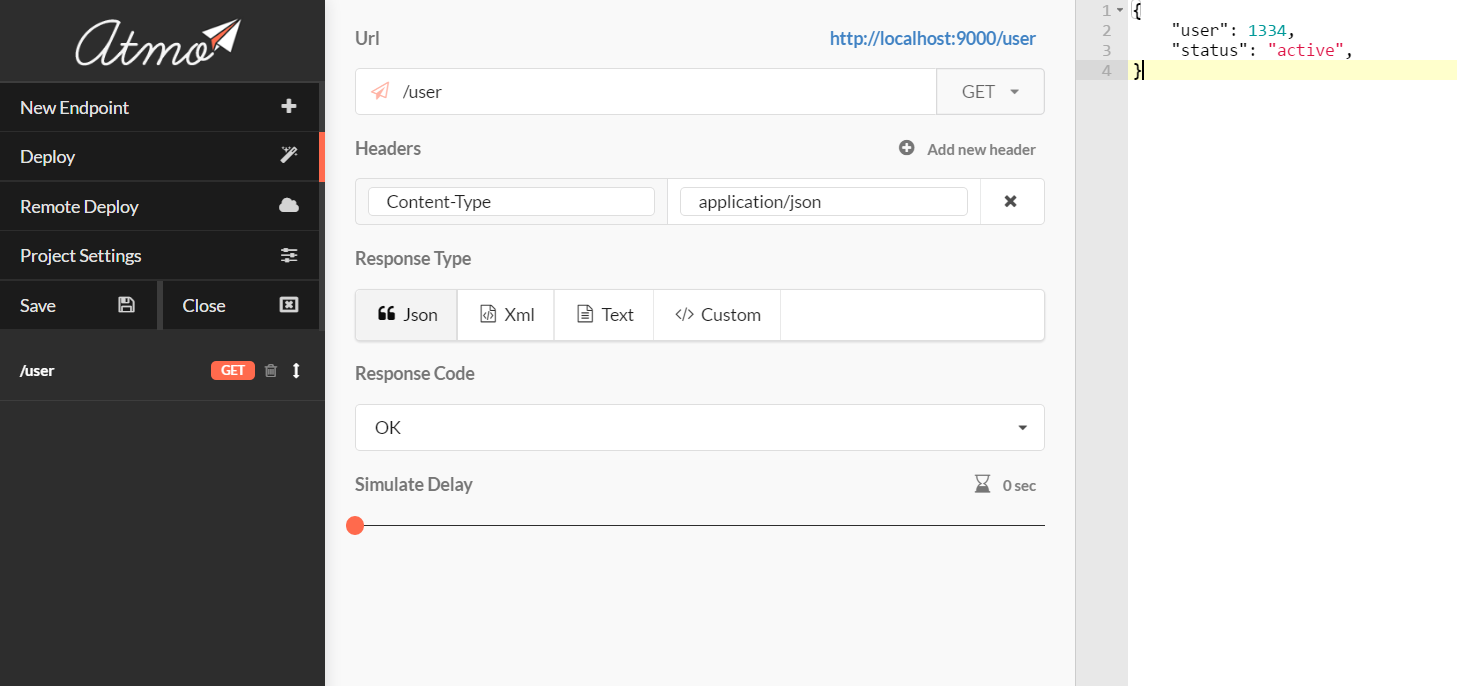 Atmo
New Endpoint
Deploy
Remote Deploy
Project Settings
Save Close
/user GET
Url http://localhost:9000/user
/user GET
Headers Add new header
Content-Type application/json
Response Type
Json Xml Text Custom
Response Code
OK
Simulate Delay 0 sec
1 {
2 "user": 1334,
3 "status": "active",
4 }